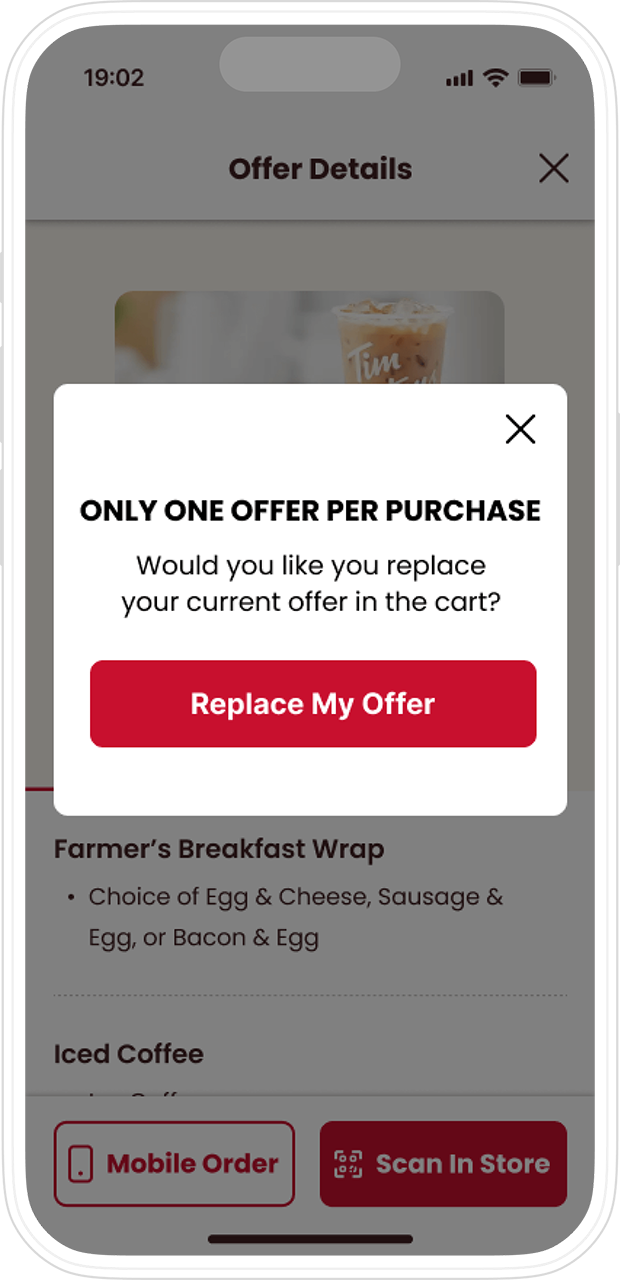 19:02
Offer Details
Tim
ONLY ONE OFFER PER PURCHASE
Would you like you replace
your current offer in the cart?
Replace My Offer
Farmer’s Breakfast Wrap
• Choice of Egg & Cheese, Sausage &
Egg, or Bacon & Egg
Iced Coffee
Mobile Order
Scan In Store